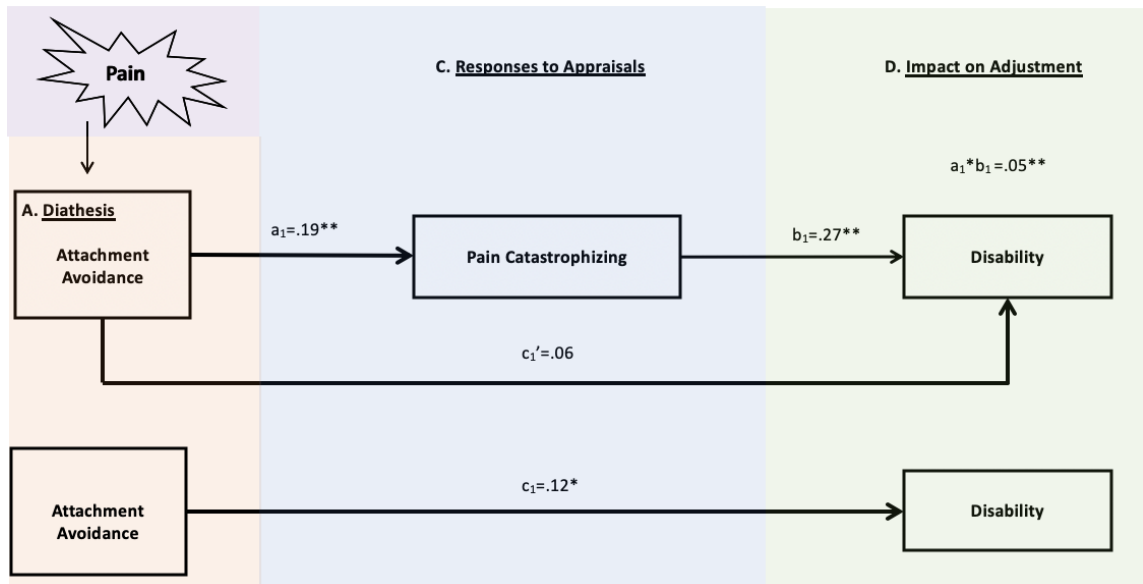 Pain
C. Responses to Appraisals
D. Impact on Adjustment
a₁*b₁=.05**
A. Diathesis
Attachment
Avoidance
a₁=.19**
Pain Catastrophizing
b₁=.27**
Disability
c₁’=.06
c₁=.12*
Attachment
Avoidance
Disability